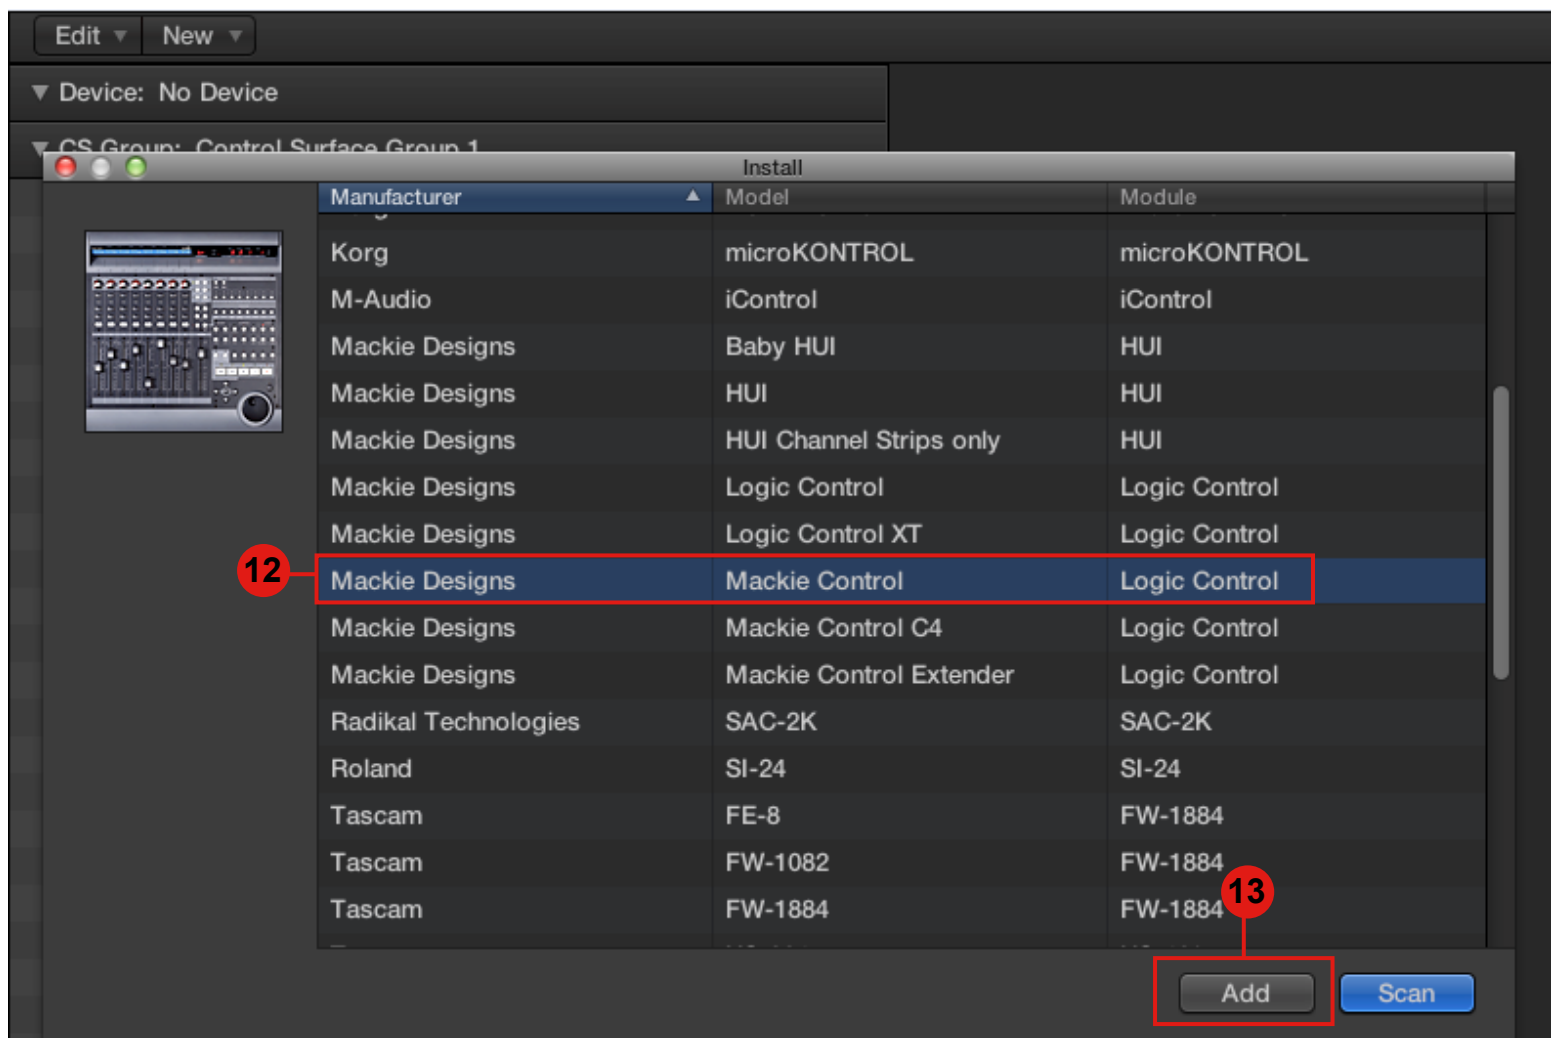 Edit New
Device: No Device
CS Group: Control Surface Group 1
Install
Manufacturer Model Module
Korg microKONTROL microKONTROL
M-Audio iControl iControl
Mackie Designs Baby HUI HUI
Mackie Designs HUI HUI
Mackie Designs HUI Channel Strips only HUI
Mackie Designs Logic Control Logic Control
Mackie Designs Logic Control XT Logic Control
12 Mackie Designs Mackie Control Logic Control
Mackie Designs Mackie Control C4 Logic Control
Mackie Designs Mackie Control Extender Logic Control
Radikal Technologies SAC-2K SAC-2K
Roland SI-24 SI-24
Tascam FE-8 FW-1884
Tascam FW-1082 FW-1884
13
Tascam FW-1884 FW-1884
Add Scan